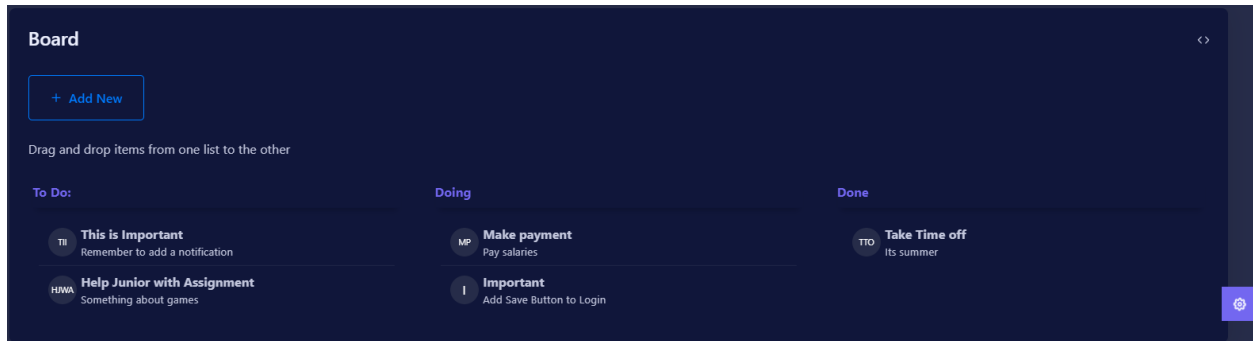 Board
+ Add New
Drag and drop items from one list to the other
To Do:
TII
This is Important
Remember to add a notification
HJWA
Help Junior with Assignment
Something about games
Doing
MP
Make payment
Pay salaries
I
Important
Add Save Button to Login
Done
TTO
Take Time off
Its summer